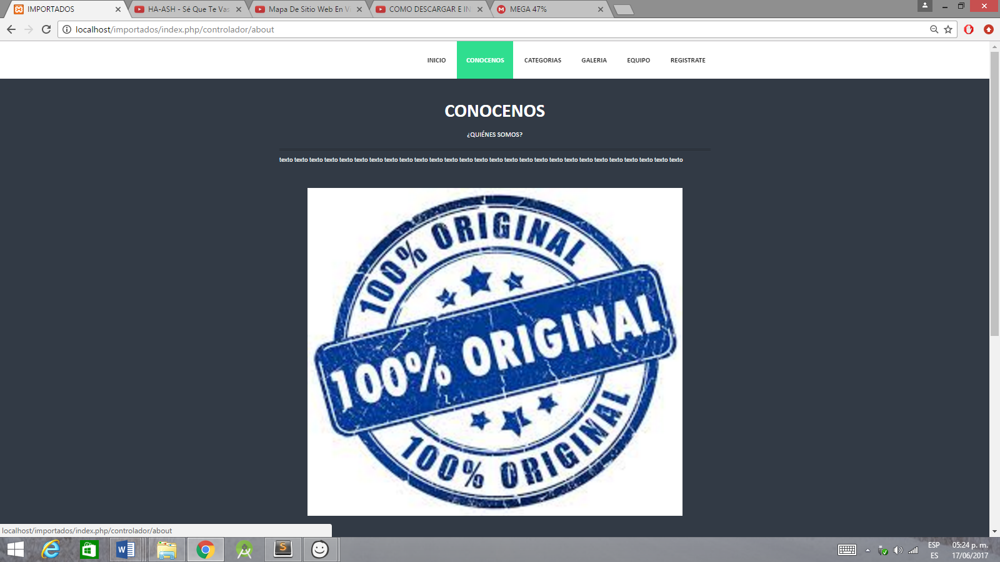 IMPORTADOS
HA-ASH - Sé Que Te Vas
Mapa De Sitio Web En Vi
COMO DESCARGAR E IN
MEGA 47%
localhost/importados/index.php/controlador/about
INICIO
CONOCENOS
CATEGORIAS
GALERIA
EQUIPO
REGISTRATE
CONOCENOS
¿QUIÉNES SOMOS?
texto texto texto texto texto texto texto texto texto texto texto texto texto texto texto texto texto texto texto texto texto texto texto texto texto texto texto
100% ORIGINAL
100% ORIGINAL
100% ORIGINAL
localhost/importados/index.php/controlador/about
ESP
ES
05:24 p. m.
17/06/2017